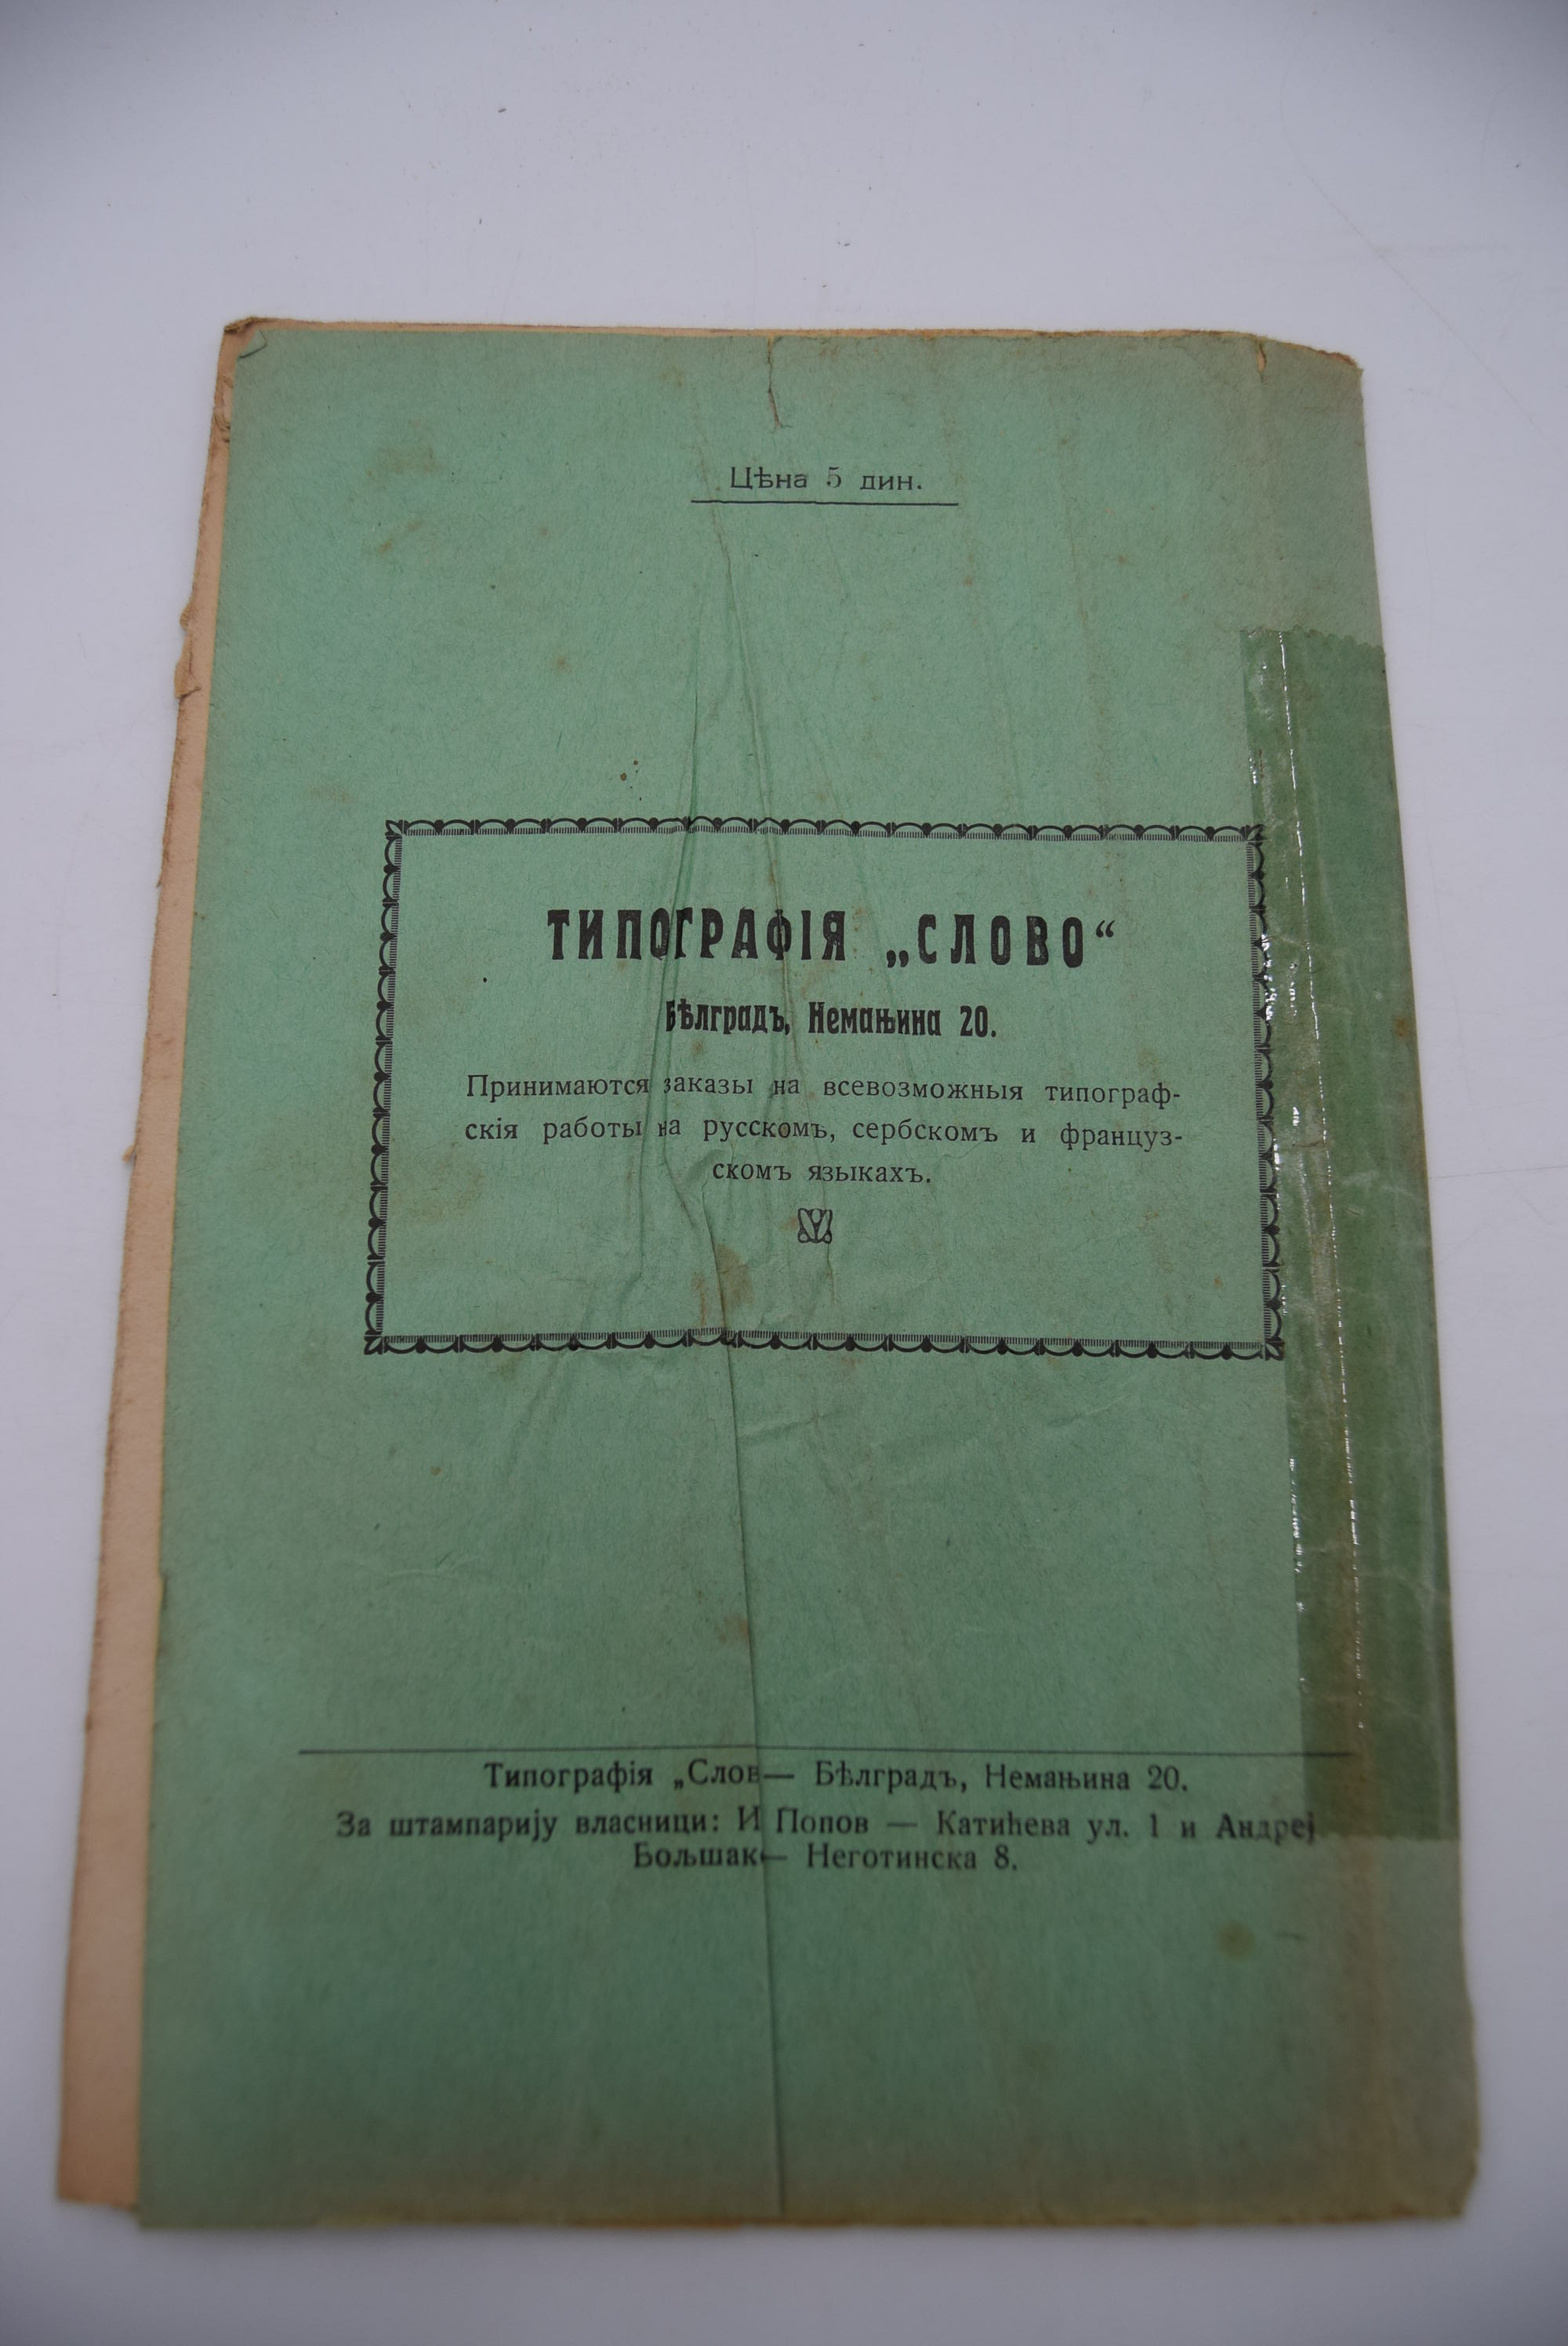 Цѣна 5 дин.
ТИПОГРАФІЯ „СЛОВО“
Бѣлградъ, Немањина 20.
Принимаются заказы на всевозможныя типограф-
скія работы на русскомъ, сербскомъ и француз-
скомъ языкахъ.
Типографія „Слов— Бѣлградъ, Немањина 20.
За штампарију власници: И Попов — Катићева ул. 1 и Андреј
Бољшак— Неготинска 8.